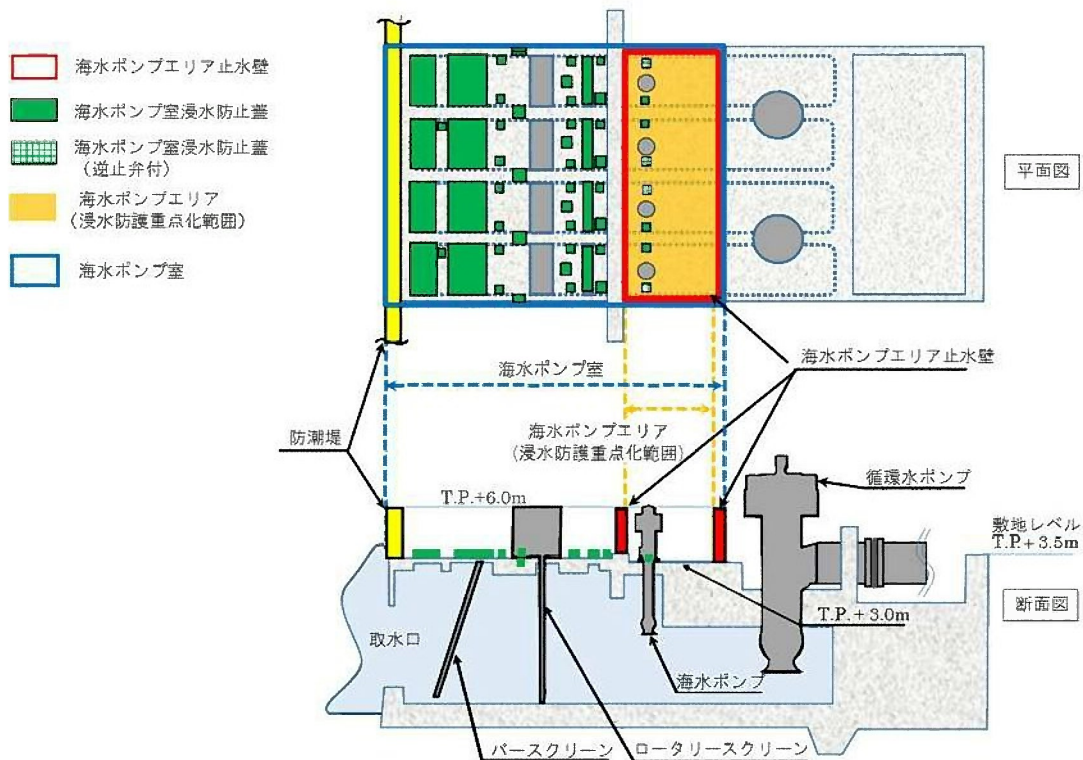 海水ポンプエリア止水壁
海水ポンプ室浸水防止蓋
海水ポンプ室浸水防止蓋
(逆止弁付)
海水ポンプエリア
(浸水防護重点化範囲)
海水ポンプ室
平面図
海水ポンプエリア止水壁
海水ポンプ室
海水ポンプエリア
(浸水防護重点化範囲)
防潮堤
循環水ポンプ
T.P.+6.0m
敷地レベル
T.P.+3.5m
断面図
T.P.+3.0m
取水口
海水ポンプ
バースクリーン
ロータリースクリーン